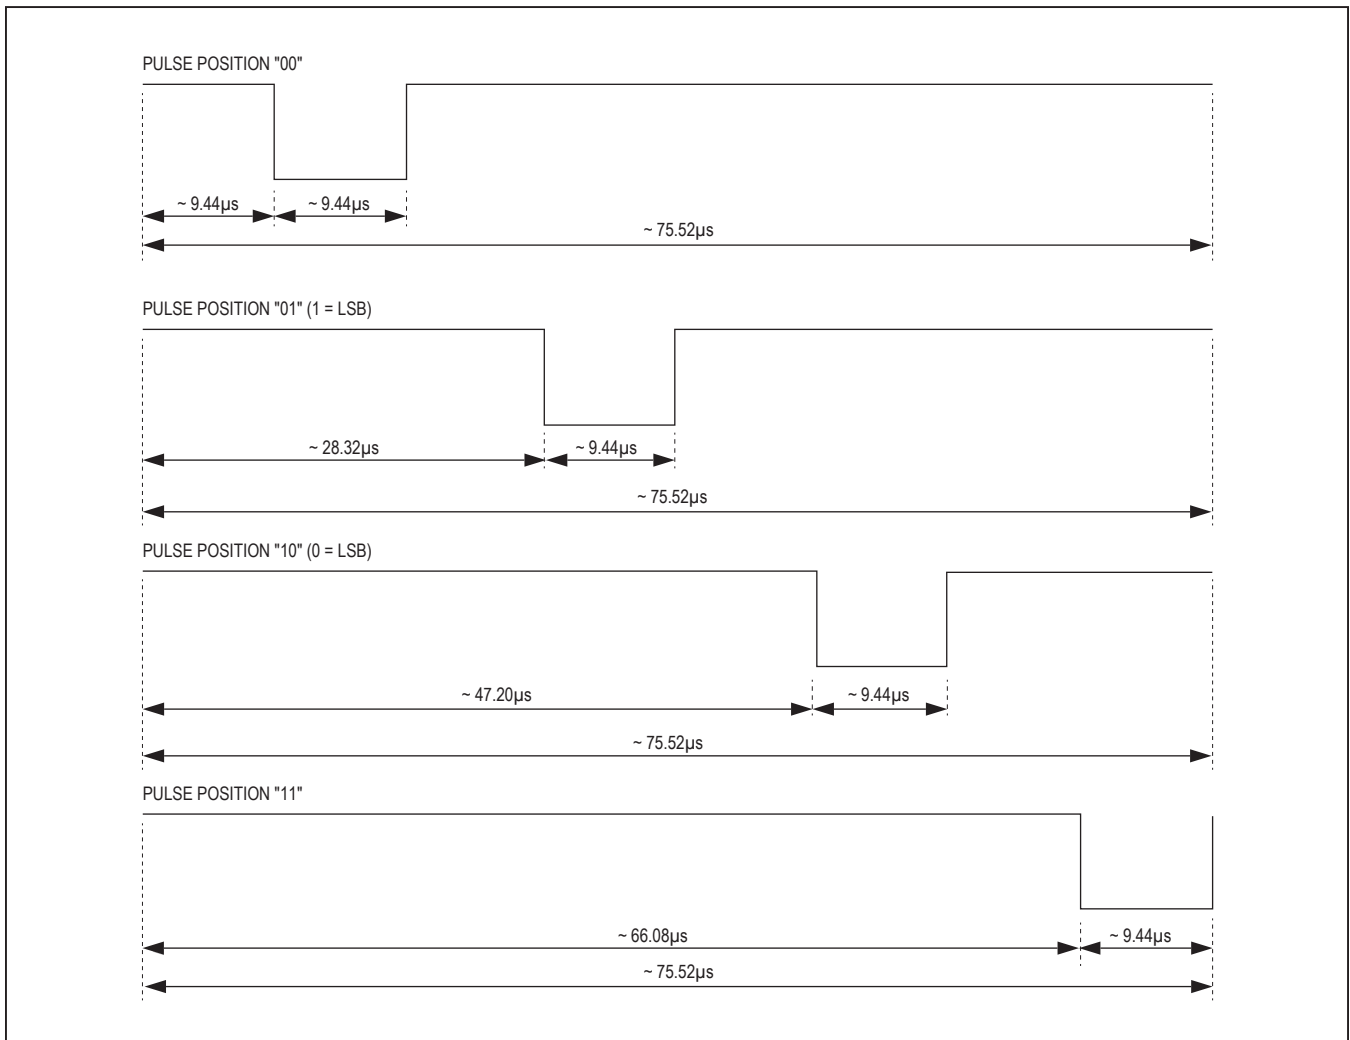 PULSE POSITION "00"
~ 9.44µs ~ 9.44µs
~ 75.52µs
PULSE POSITION "01" (1 = LSB)
~ 28.32µs ~ 9.44µs
~ 75.52µs
PULSE POSITION "10" (0 = LSB)
~ 47.20µs ~ 9.44µs
~ 75.52µs
PULSE POSITION "11"
~ 66.08µs ~ 9.44µs
~ 75.52µs